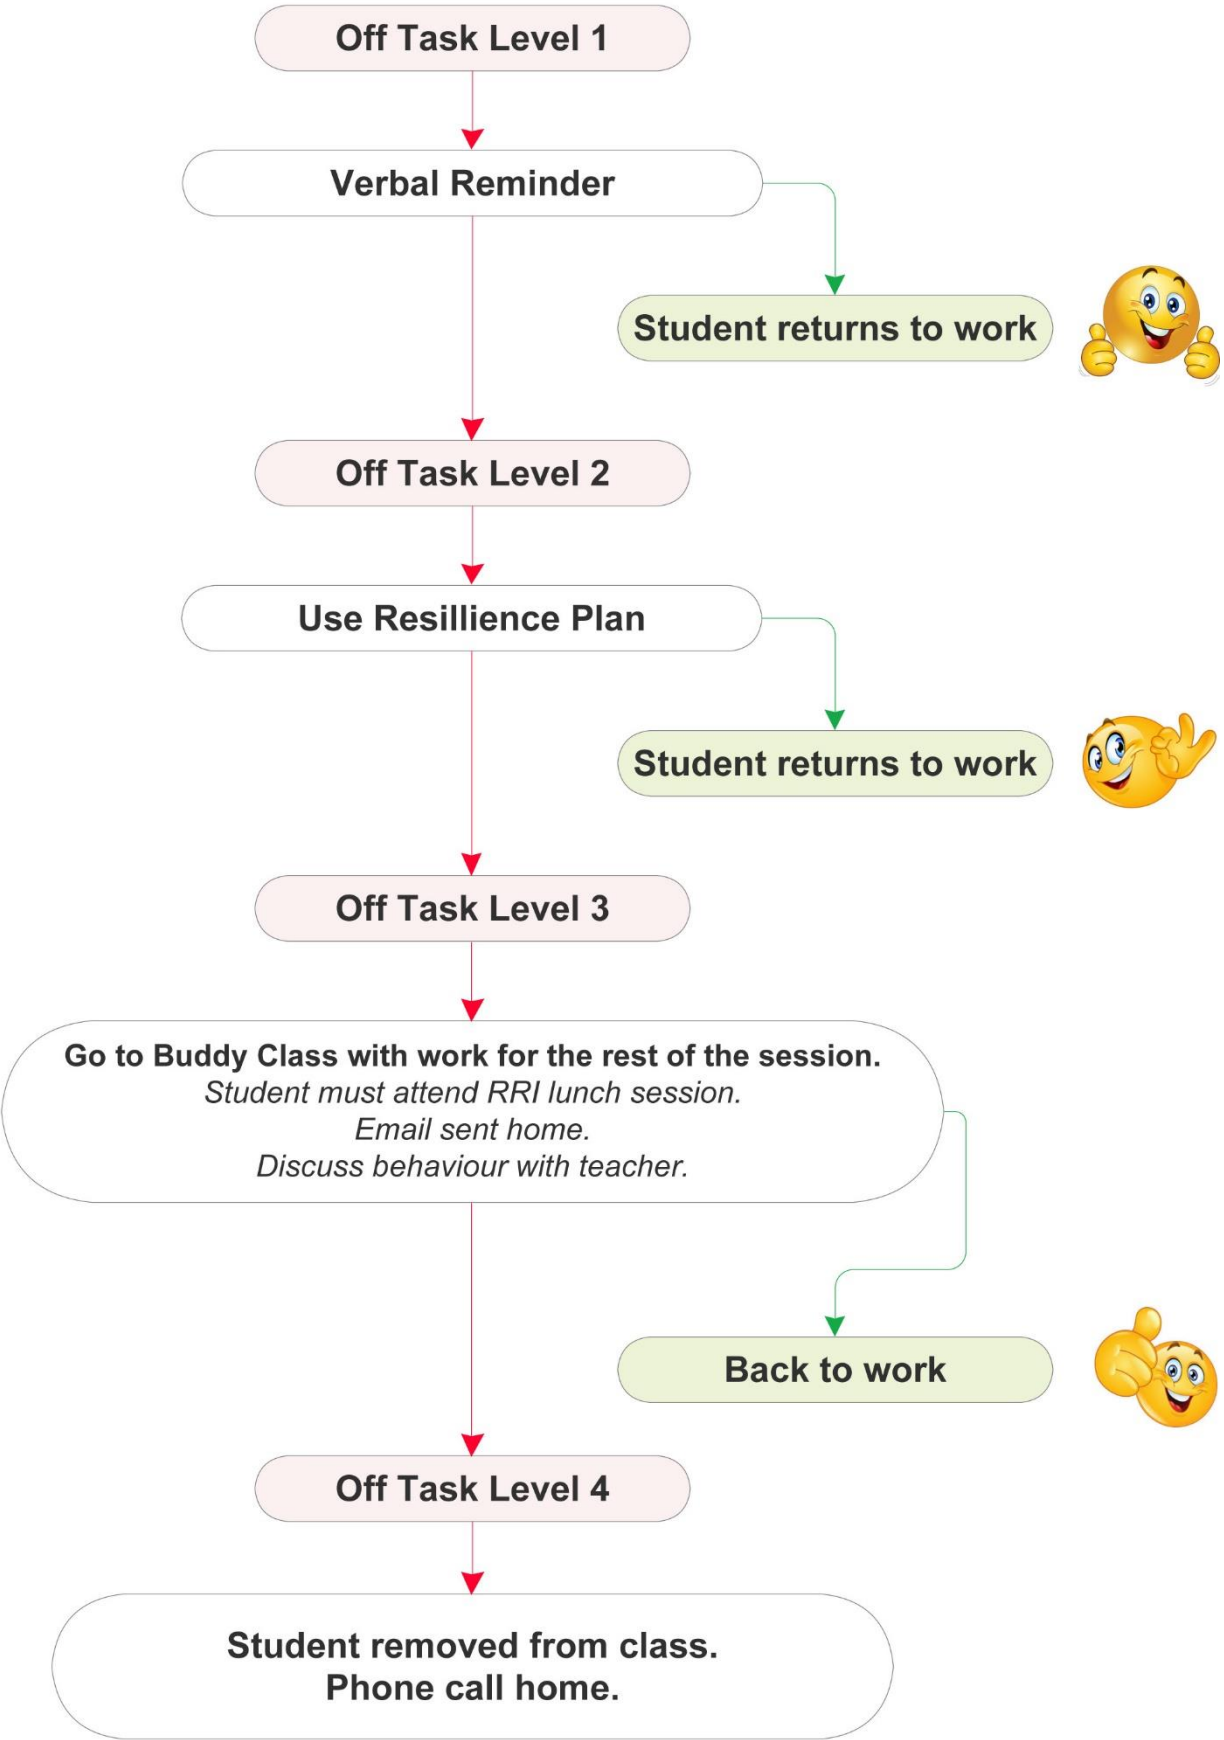 Off Task Level 1
Verbal Reminder
Student returns to work
Off Task Level 2
Use Resillience Plan
Student returns to work
Off Task Level 3
Go to Buddy Class with work for the rest of the session.
Student must attend RRI lunch session.
Email sent home.
Discuss behaviour with teacher.
Back to work
Off Task Level 4
Student removed from class.
Phone call home.